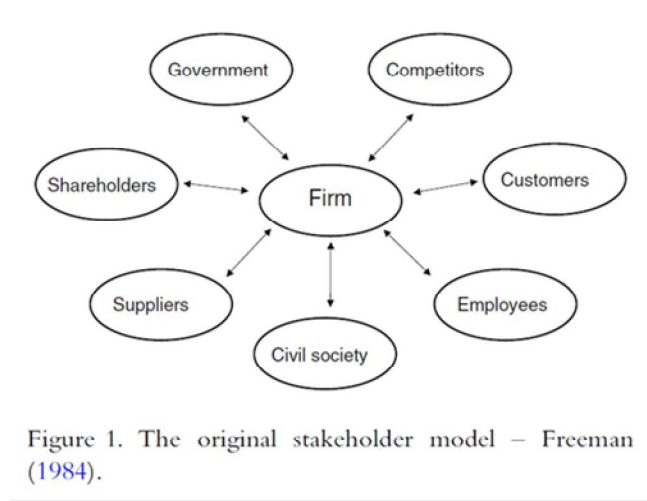 Government
Competitors
Shareholders
Firm
Customers
Suppliers
Employees
Civil society
Figure 1. The original stakeholder model – Freeman
(1984).